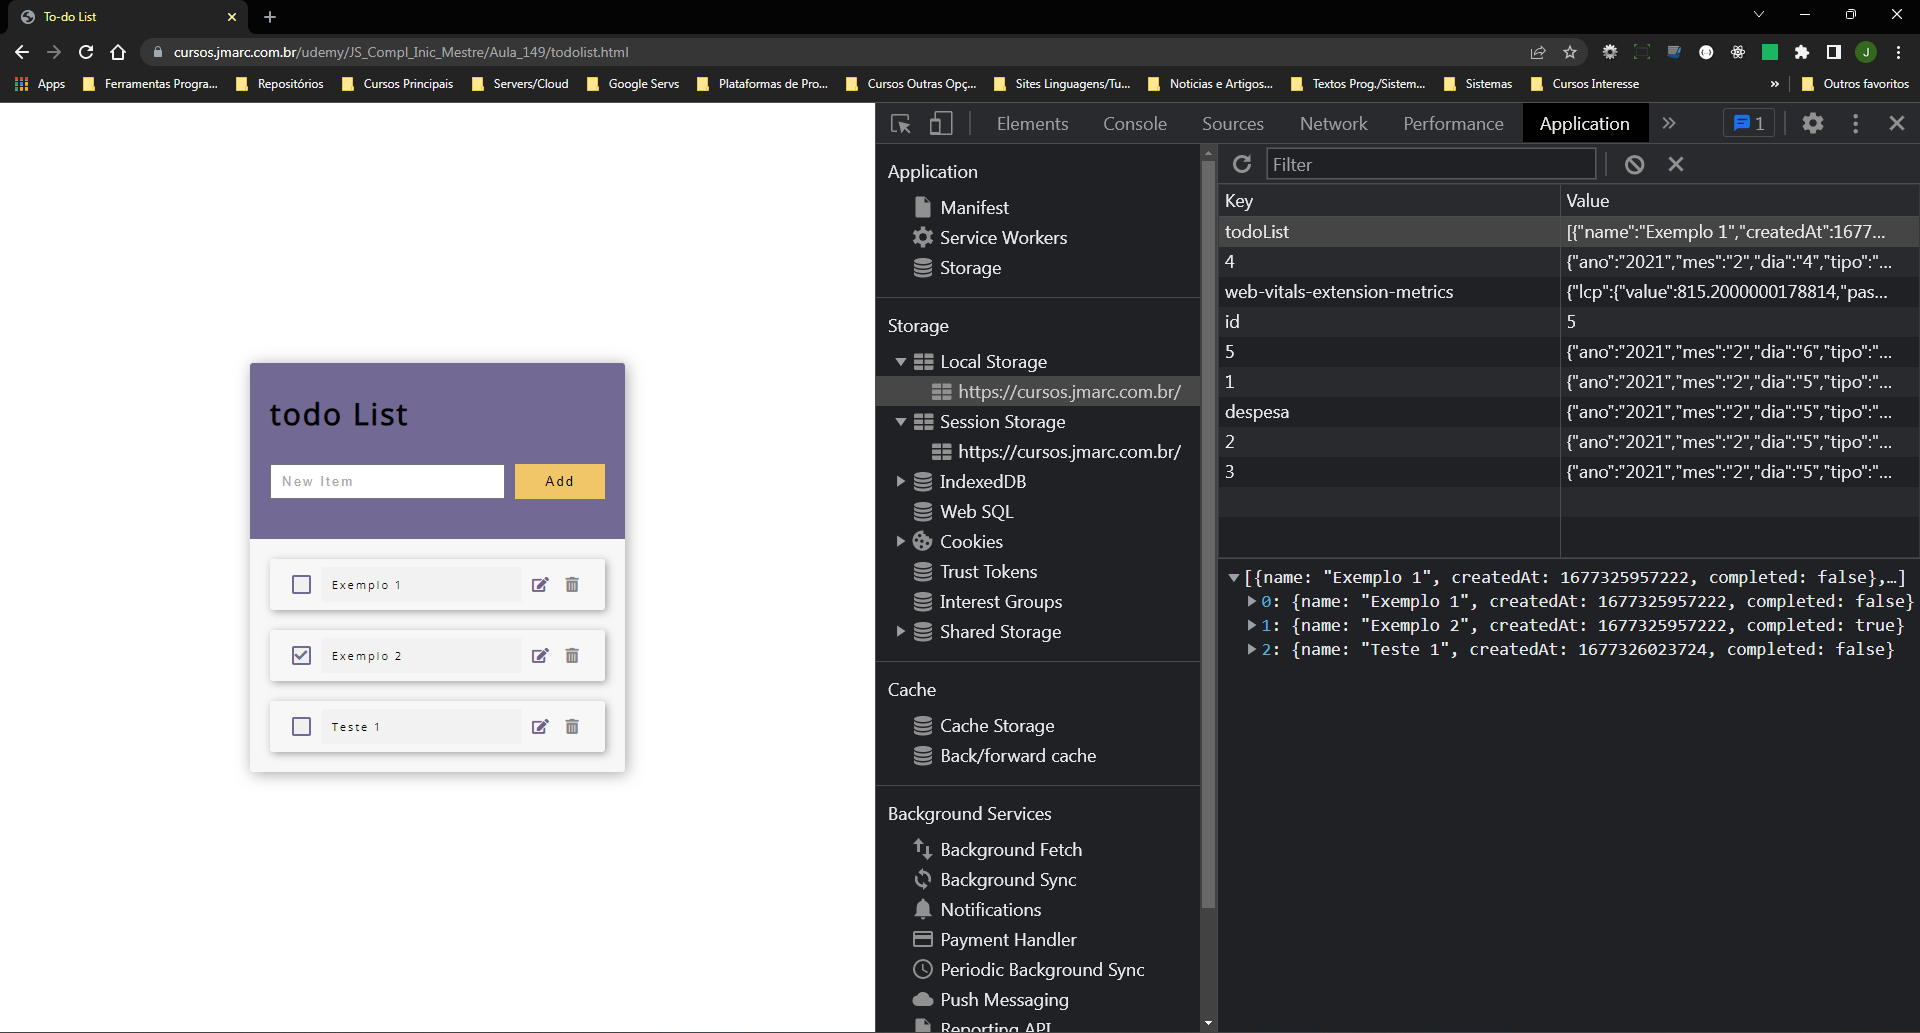 To-do List
cursos.jmarc.com.br/udemy/JS_Compl_Inic_Mestre/Aula_149/todolist.html
J
Apps Ferramentas Progra... Repositórios Cursos Principais Servers/Cloud Google Servs Plataformas de Pro... Cursos Outras Opç... Sites Linguagens/Tu... Noticias e Artigos... Textos Prog./Sistem... Sistemas Cursos Interesse » Outros favoritos
todo List
New Item Add
Exemplo 1
Exemplo 2
Teste 1
Elements Console Sources Network Performance Application » 1
Application
Manifest
Service Workers
Storage
Storage
Local Storage
https://cursos.jmarc.com.br/
Session Storage
https://cursos.jmarc.com.br/
IndexedDB
Web SQL
Cookies
Trust Tokens
Interest Groups
Shared Storage
Cache
Cache Storage
Back/forward cache
Background Services
Background Fetch
Background Sync
Notifications
Payment Handler
Periodic Background Sync
Push Messaging
Reporting API
Filter
Key Value
todoList [{"name":"Exemplo 1","createdAt":1677...
4 {"ano":"2021","mes":"2","dia":"4","tipo":"...
web-vitals-extension-metrics {"lcp":{"value":815.2000000178814,"pas...
id 5
5 {"ano":"2021","mes":"2","dia":"6","tipo":"...
1 {"ano":"2021","mes":"2","dia":"5","tipo":"...
despesa {"ano":"2021","mes":"2","dia":"5","tipo":"...
2 {"ano":"2021","mes":"2","dia":"5","tipo":"...
3 {"ano":"2021","mes":"2","dia":"5","tipo":"...
[{name: "Exemplo 1", createdAt: 1677325957222, completed: false},…]
0: {name: "Exemplo 1", createdAt: 1677325957222, completed: false}
1: {name: "Exemplo 2", createdAt: 1677325957222, completed: true}
2: {name: "Teste 1", createdAt: 1677326023724, completed: false}